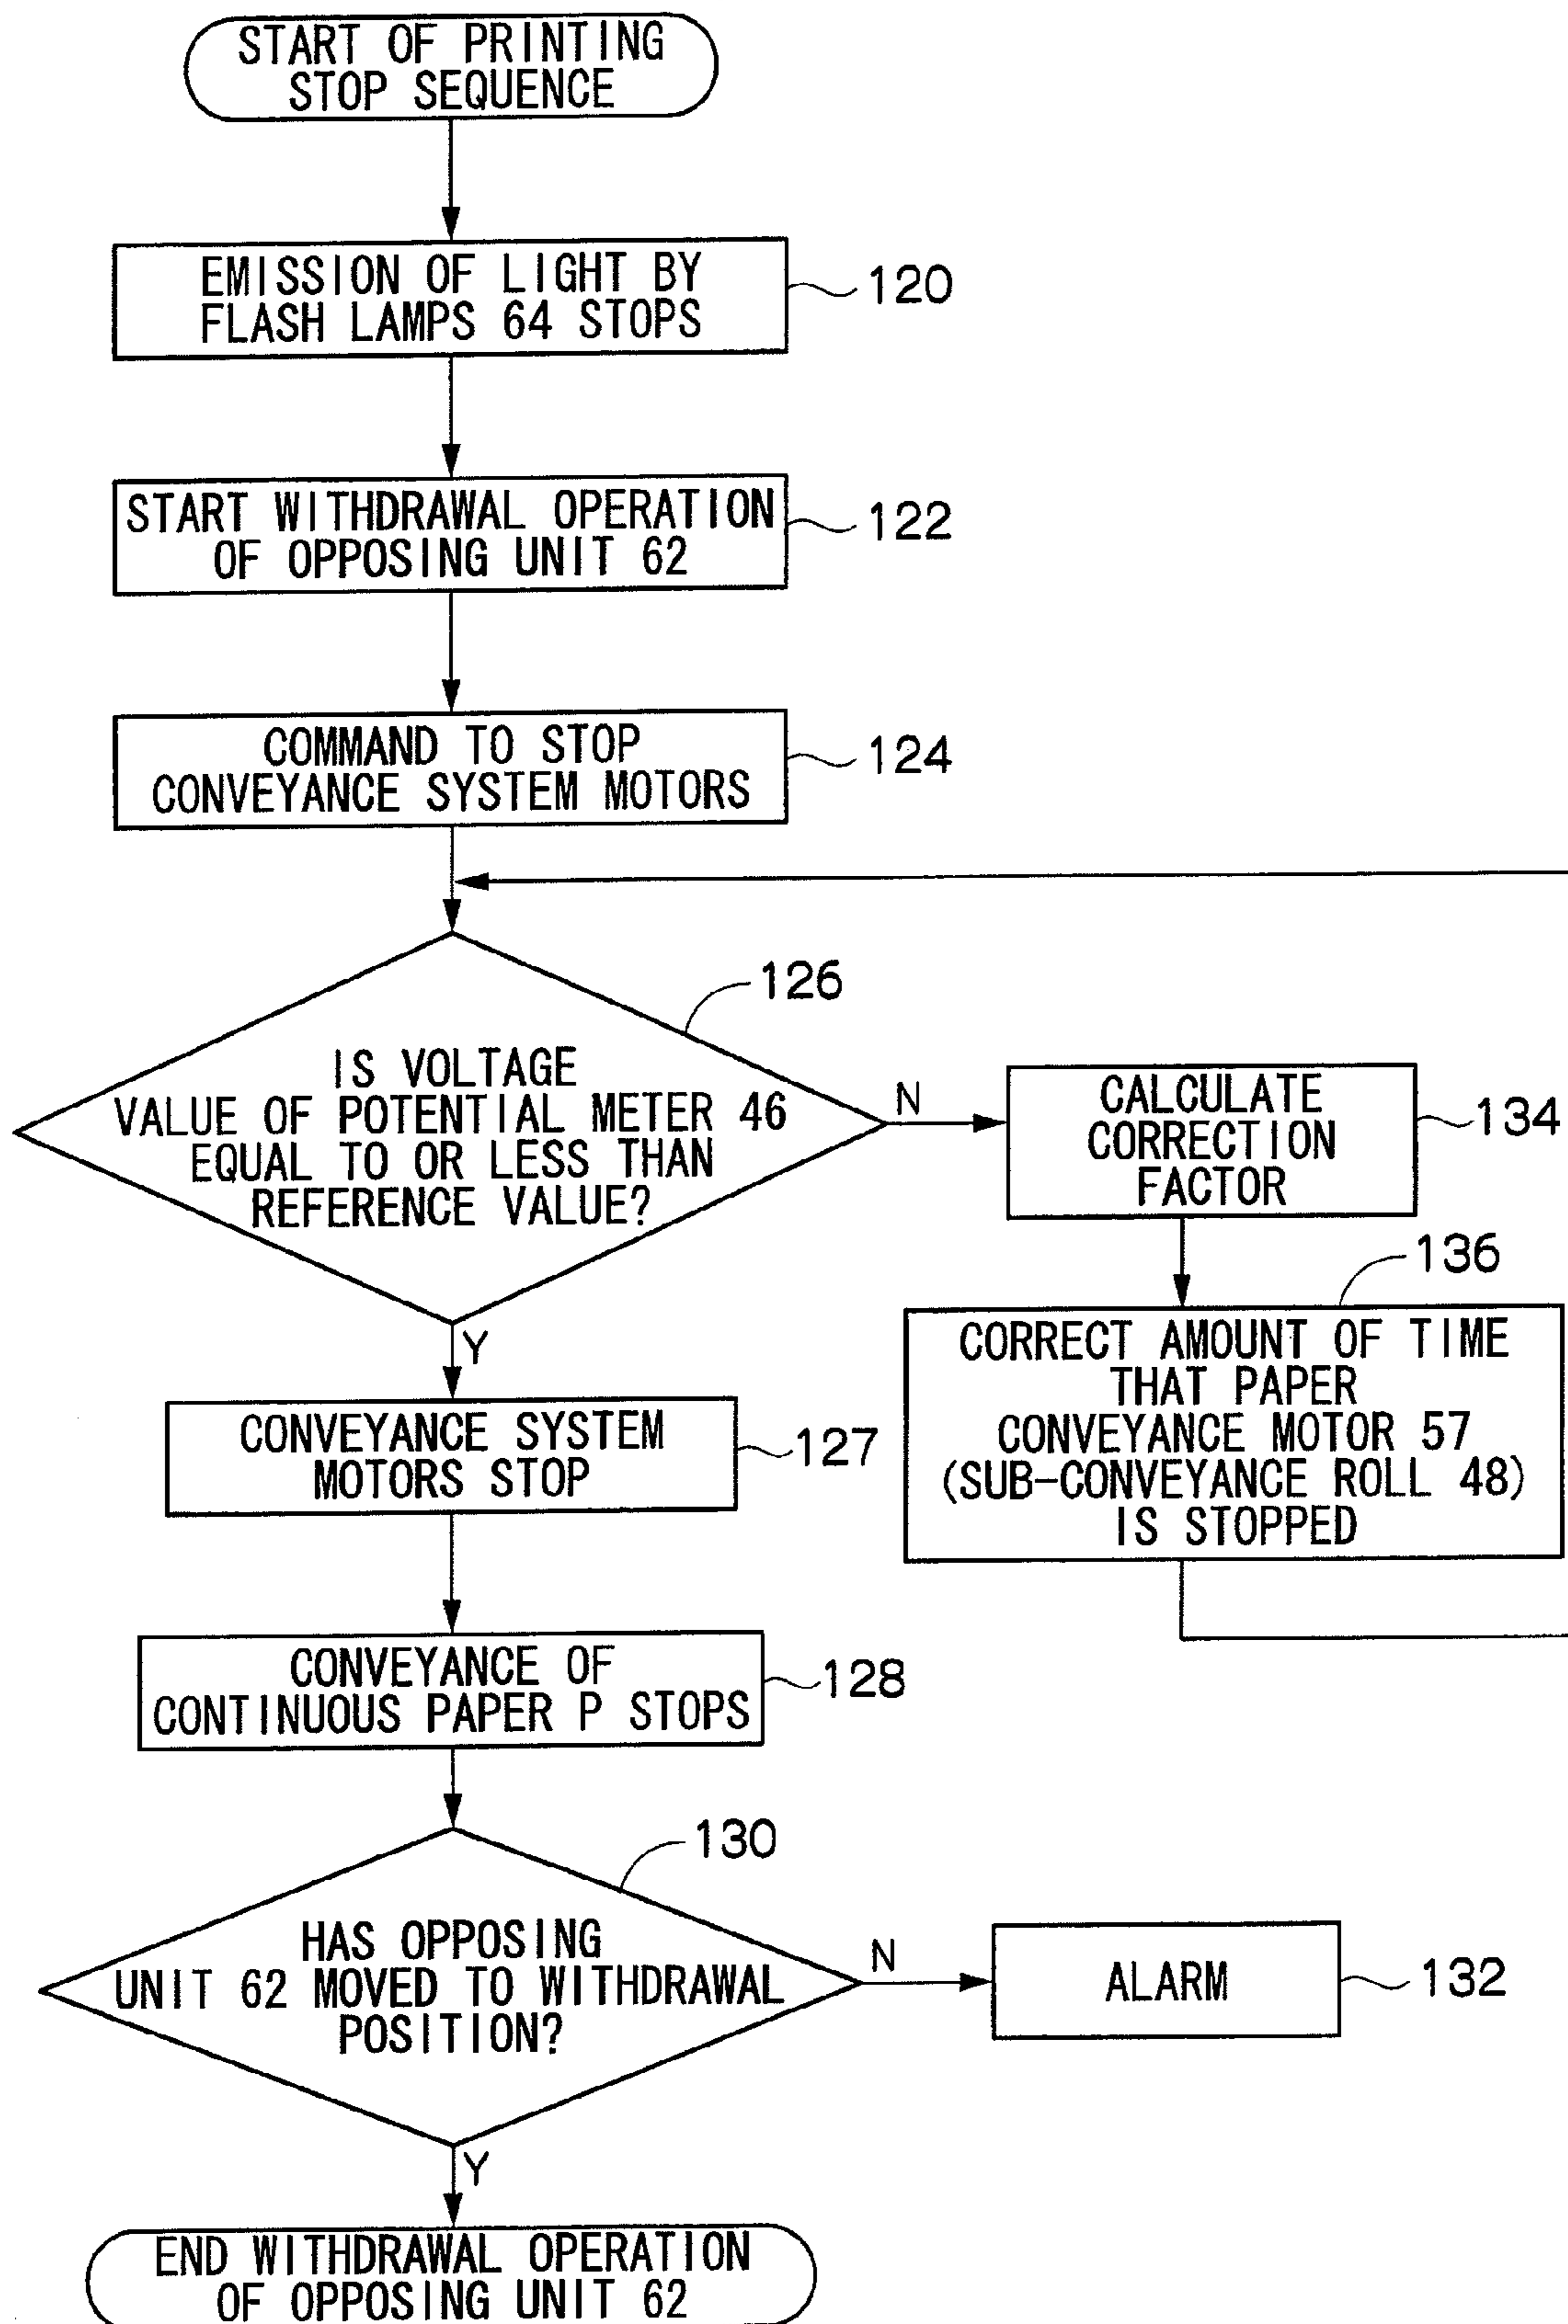 START OF PRINTING
STOP SEQUENCE
EMISSION OF LIGHT BY
FLASH LAMPS 64 STOPS
120
START WITHDRAWAL OPERATION
OF OPPOSING UNIT 62
122
COMMAND TO STOP
CONVEYANCE SYSTEM MOTORS
124
126
IS VOLTAGE
VALUE OF POTENTIAL METER 46
EQUAL TO OR LESS THAN
REFERENCE VALUE?
N
CALCULATE
CORRECTION
FACTOR
134
136
CORRECT AMOUNT OF TIME
THAT PAPER
CONVEYANCE MOTOR 57
(SUB-CONVEYANCE ROLL 48)
IS STOPPED
Y
CONVEYANCE SYSTEM
MOTORS STOP
127
CONVEYANCE OF
CONTINUOUS PAPER P STOPS
128
130
HAS OPPOSING
UNIT 62 MOVED TO WITHDRAWAL
POSITION?
N
ALARM
132
Y
END WITHDRAWAL OPERATION
OF OPPOSING UNIT 62